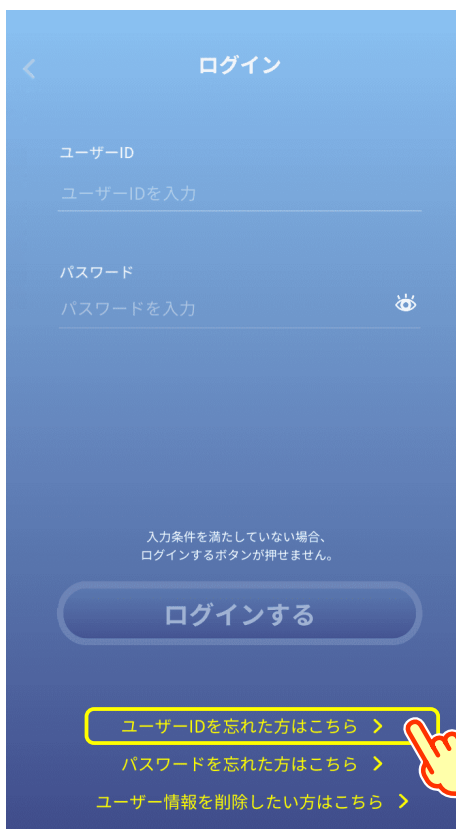 ログイン
ユーザーID
ユーザーIDを入力
パスワード
パスワードを入力
入力条件を満たしていない場合、
ログインするボタンが押せません。
ログインする
ユーザーIDを忘れた方はこちら
パスワードを忘れた方はこちら
ユーザー情報を削除したい方はこちら